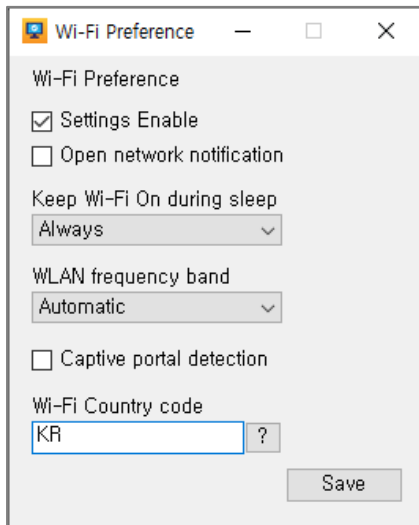 Wi-Fi Preference
Wi-Fi Preference
Settings Enable
Open network notification
Keep Wi-Fi On during sleep
Always
WLAN frequency band
Automatic
Captive portal detection
Wi-Fi Country code
KR
?
Save